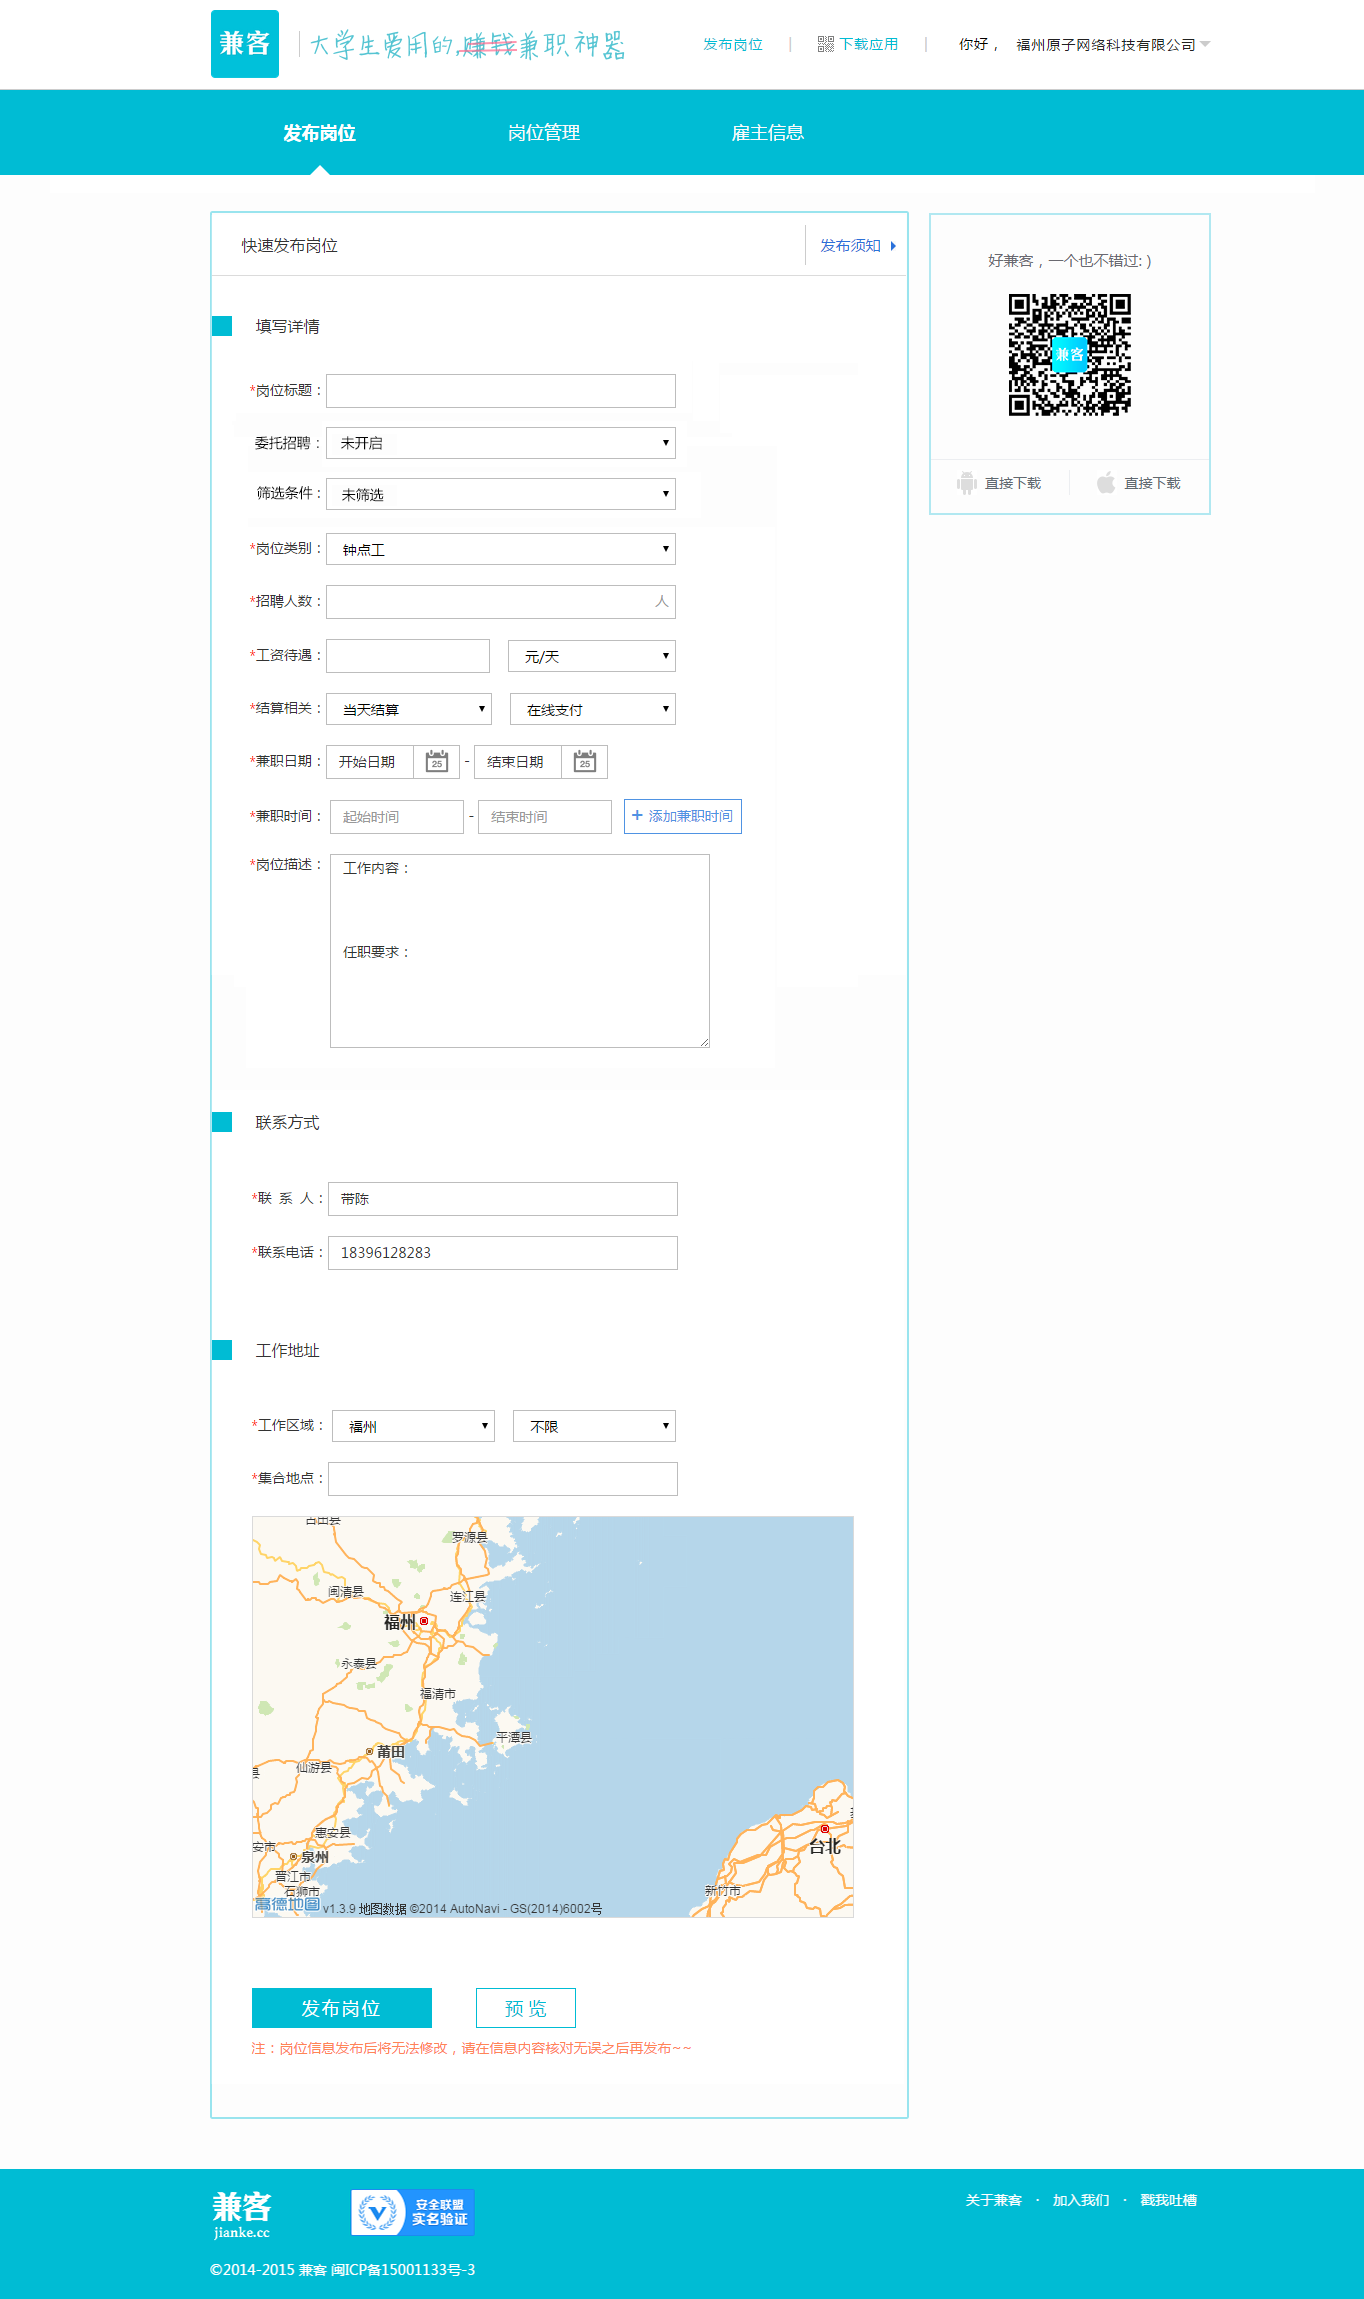 兼客
大学生爱用的,赚钱兼职神器
发布岗位 | 下载应用 | 你好， 福州原子网络科技有限公司
发布岗位 岗位管理 雇主信息
快速发布岗位
发布须知
填写详情
*岗位标题：
委托招聘： 未开启
筛选条件： 未筛选
*岗位类别： 钟点工
*招聘人数： 人
*工资待遇： 元/天
*结算相关： 当天结算 在线支付
*兼职日期： 开始日期 25 - 结束日期 25
*兼职时间： 起始时间 - 结束时间 + 添加兼职时间
*岗位描述： 工作内容：
任职要求：
联系方式
*联 系 人： 带陈
*联系电话： 18396128283
工作地址
*工作区域： 福州 不限
*集合地点：
古田县
罗源县
闽清县
连江县
福州
永泰县
福清市
平潭县
莆田
仙游县
县
惠安县
安市
泉州
晋江市
石狮市
台北
新竹市
高德地图 v1.3.9 地图数据 ©2014 AutoNavi - GS(2014)6002号
发布岗位 预 览
注：岗位信息发布后将无法修改，请在信息内容核对无误之后再发布~~
好兼客，一个也不错过: )
兼客
直接下载 直接下载
兼客
jianke.cc
安全联盟
实名验证
关于兼客 · 加入我们 · 戳我吐槽
©2014-2015 兼客 闽ICP备15001133号-3